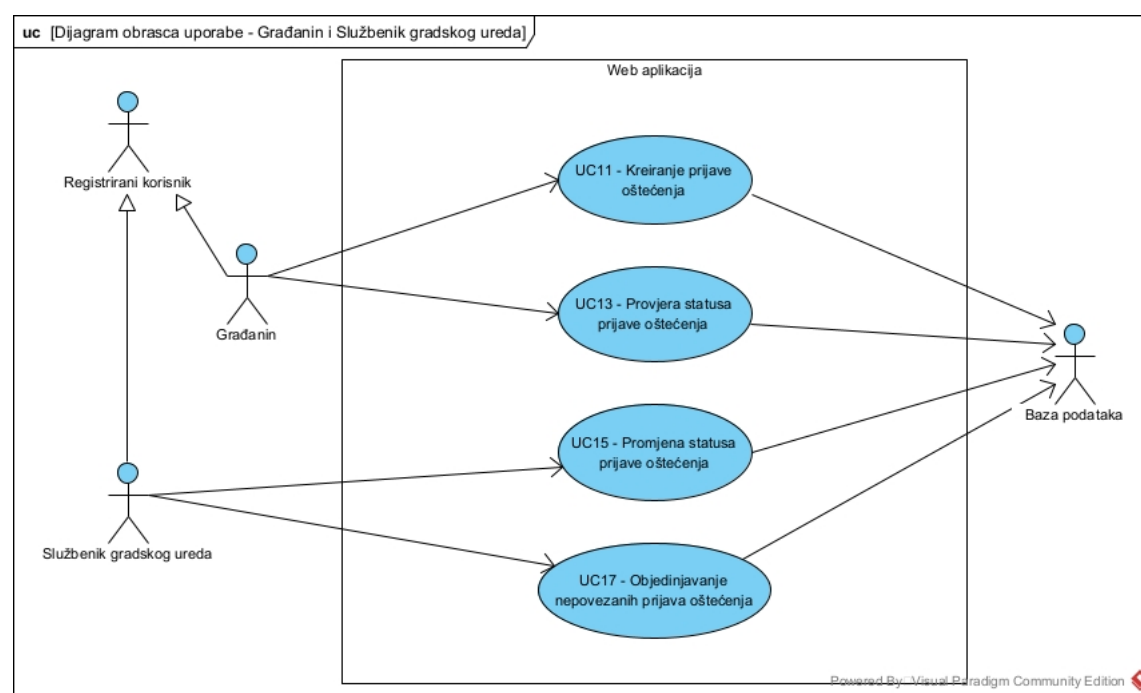 uc [Dijagram obrasca uporabe - Građanin i Službenik gradskog ureda]
Web aplikacija
Registrirani korisnik
UC11 - Kreiranje prijave
oštećenja
Građanin
UC13 - Provjera statusa
prijave oštećenja
Baza podataka
UC15 - Promjena statusa
prijave oštećenja
Službenik gradskog ureda
UC17 - Objedinjavanje
nepovezanih prijava oštećenja
Powered By Visual Paradigm Community Edition